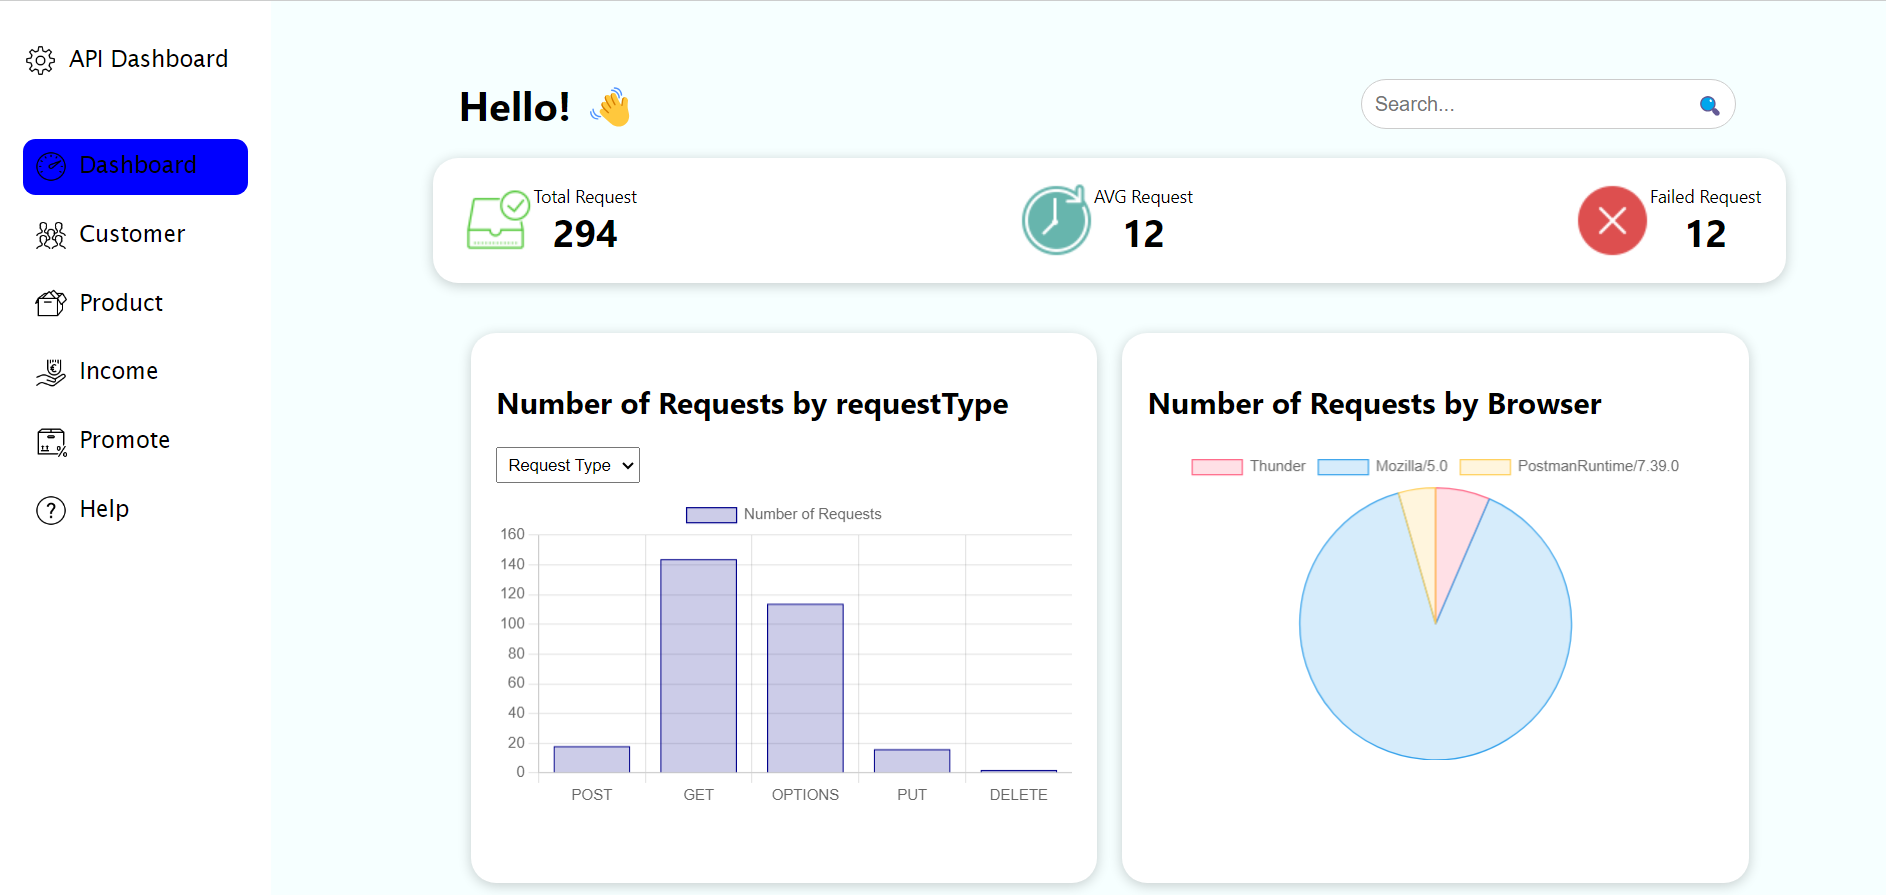 API Dashboard
Dashboard
Customer
Product
Income
Promote
Help
Hello! 👋
Search...
Total Request
294
AVG Request
12
Failed Request
12
Number of Requests by requestType
Request Type
Number of Requests
160
140
120
100
80
60
40
20
0
POST GET OPTIONS PUT DELETE
Number of Requests by Browser
Thunder Mozilla/5.0 PostmanRuntime/7.39.0